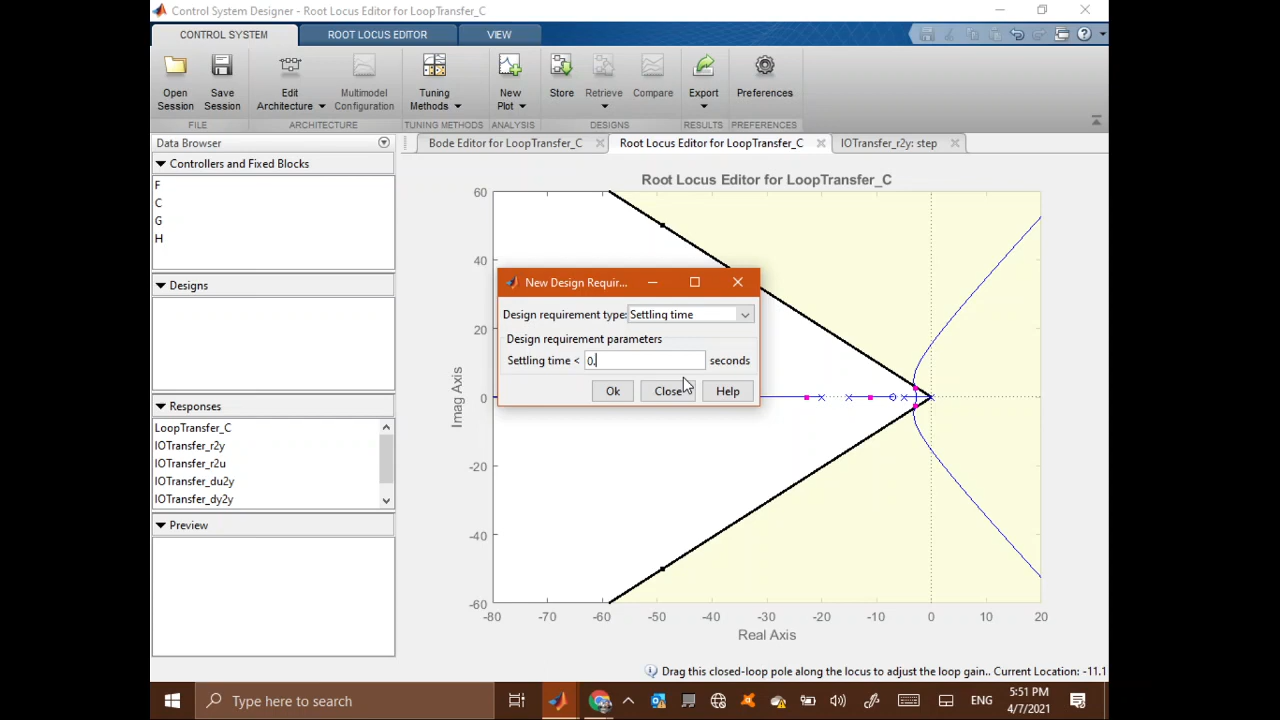 Control System Designer - Root Locus Editor for LoopTransfer_C
CONTROL SYSTEM
ROOT LOCUS EDITOR
VIEW
Open Session
Save Session
Edit Architecture
Multimodel Configuration
Tuning Methods
New Plot
Store
Retrieve
Compare
Export
Preferences
FILE
ARCHITECTURE
TUNING METHODS
ANALYSIS
DESIGNS
RESULTS
PREFERENCES
Data Browser
Bode Editor for LoopTransfer_C
Root Locus Editor for LoopTransfer_C
IOTransfer_r2y: step
Controllers and Fixed Blocks
F
C
G
H
Designs
Responses
LoopTransfer_C
IOTransfer_r2y
IOTransfer_r2u
IOTransfer_du2y
IOTransfer_dy2y
Preview
Root Locus Editor for LoopTransfer_C
60
40
20
0
-20
-40
-60
Imag Axis
-80 -70 -60 -50 -40 -30 -20 -10 0 10 20
Real Axis
New Design Requir...
Design requirement type: Settling time
Design requirement parameters
Settling time < 0. seconds
Ok
Close
Help
Drag this closed-loop pole along the locus to adjust the loop gain.. Current Location: -11.1
Type here to search
ENG
5:51 PM
4/7/2021